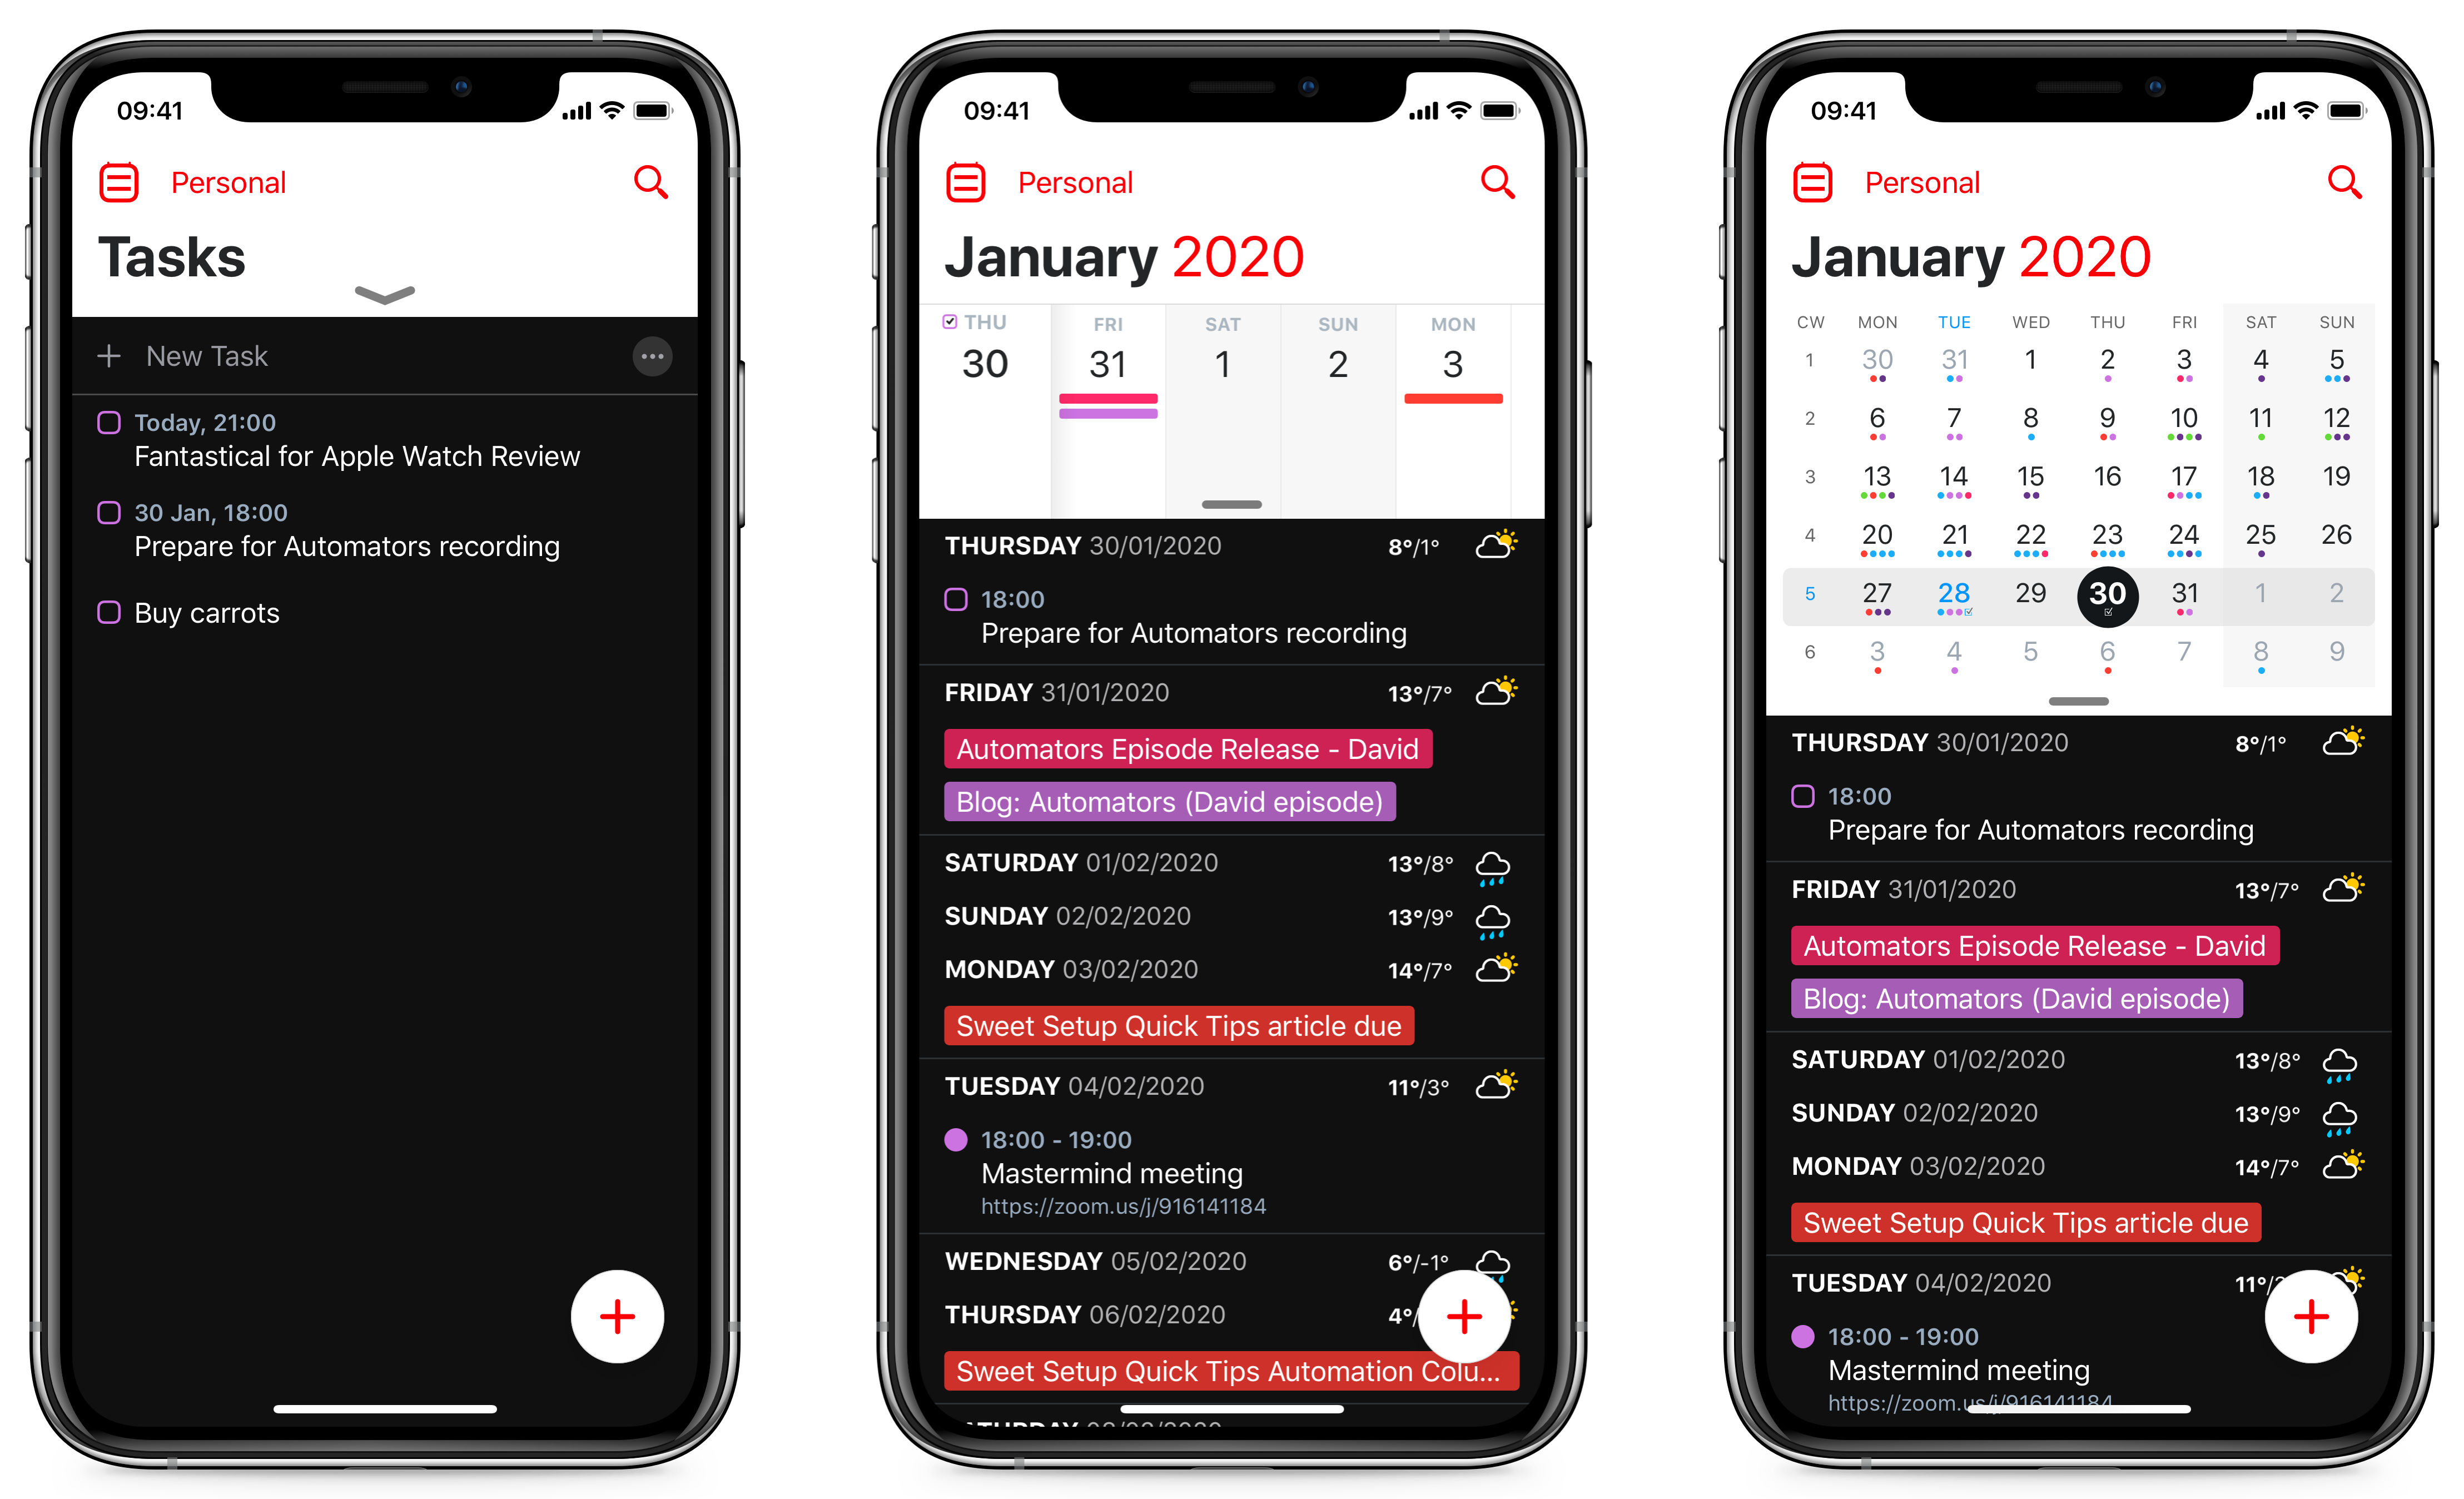 09:41
Personal
Tasks
New Task
Today, 21:00
Fantastical for Apple Watch Review
30 Jan, 18:00
Prepare for Automators recording
Buy carrots
09:41
Personal
January 2020
THU FRI SAT SUN MON
30 31 1 2 3
THURSDAY 30/01/2020 8°/1°
18:00
Prepare for Automators recording
FRIDAY 31/01/2020 13°/7°
Automators Episode Release - David
Blog: Automators (David episode)
SATURDAY 01/02/2020 13°/8°
SUNDAY 02/02/2020 13°/9°
MONDAY 03/02/2020 14°/7°
Sweet Setup Quick Tips article due
TUESDAY 04/02/2020 11°/3°
18:00 - 19:00
Mastermind meeting
https://zoom.us/j/916141184
WEDNESDAY 05/02/2020 6°/-1°
THURSDAY 06/02/2020 4°/
Sweet Setup Quick Tips Automation Colu...
09:41
Personal
January 2020
CW MON TUE WED THU FRI SAT SUN
1 30 31 1 2 3 4 5
2 6 7 8 9 10 11 12
3 13 14 15 16 17 18 19
4 20 21 22 23 24 25 26
5 27 28 29 30 31 1 2
6 3 4 5 6 7 8 9
THURSDAY 30/01/2020 8°/1°
18:00
Prepare for Automators recording
FRIDAY 31/01/2020 13°/7°
Automators Episode Release - David
Blog: Automators (David episode)
SATURDAY 01/02/2020 13°/8°
SUNDAY 02/02/2020 13°/9°
MONDAY 03/02/2020 14°/7°
Sweet Setup Quick Tips article due
TUESDAY 04/02/2020 11°/
18:00 - 19:00
Mastermind meeting
https://zoom.us/j/916141184